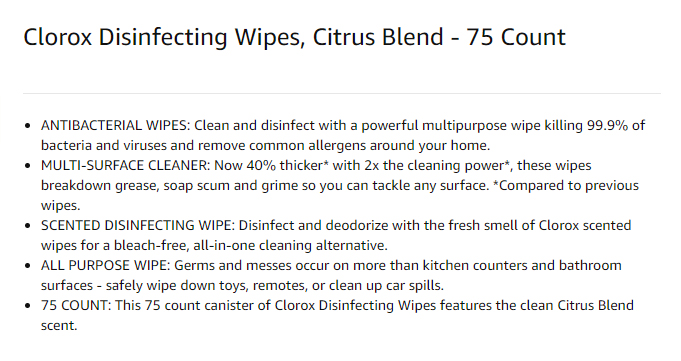 Clorox Disinfecting Wipes, Citrus Blend - 75 Count
• ANTIBACTERIAL WIPES: Clean and disinfect with a powerful multipurpose wipe killing 99.9% of
bacteria and viruses and remove common allergens around your home.
• MULTI-SURFACE CLEANER: Now 40% thicker* with 2x the cleaning power*, these wipes
breakdown grease, soap scum and grime so you can tackle any surface. *Compared to previous
wipes.
• SCENTED DISINFECTING WIPE: Disinfect and deodorize with the fresh smell of Clorox scented
wipes for a bleach-free, all-in-one cleaning alternative.
• ALL PURPOSE WIPE: Germs and messes occur on more than kitchen counters and bathroom
surfaces - safely wipe down toys, remotes, or clean up car spills.
• 75 COUNT: This 75 count canister of Clorox Disinfecting Wipes features the clean Citrus Blend
scent.